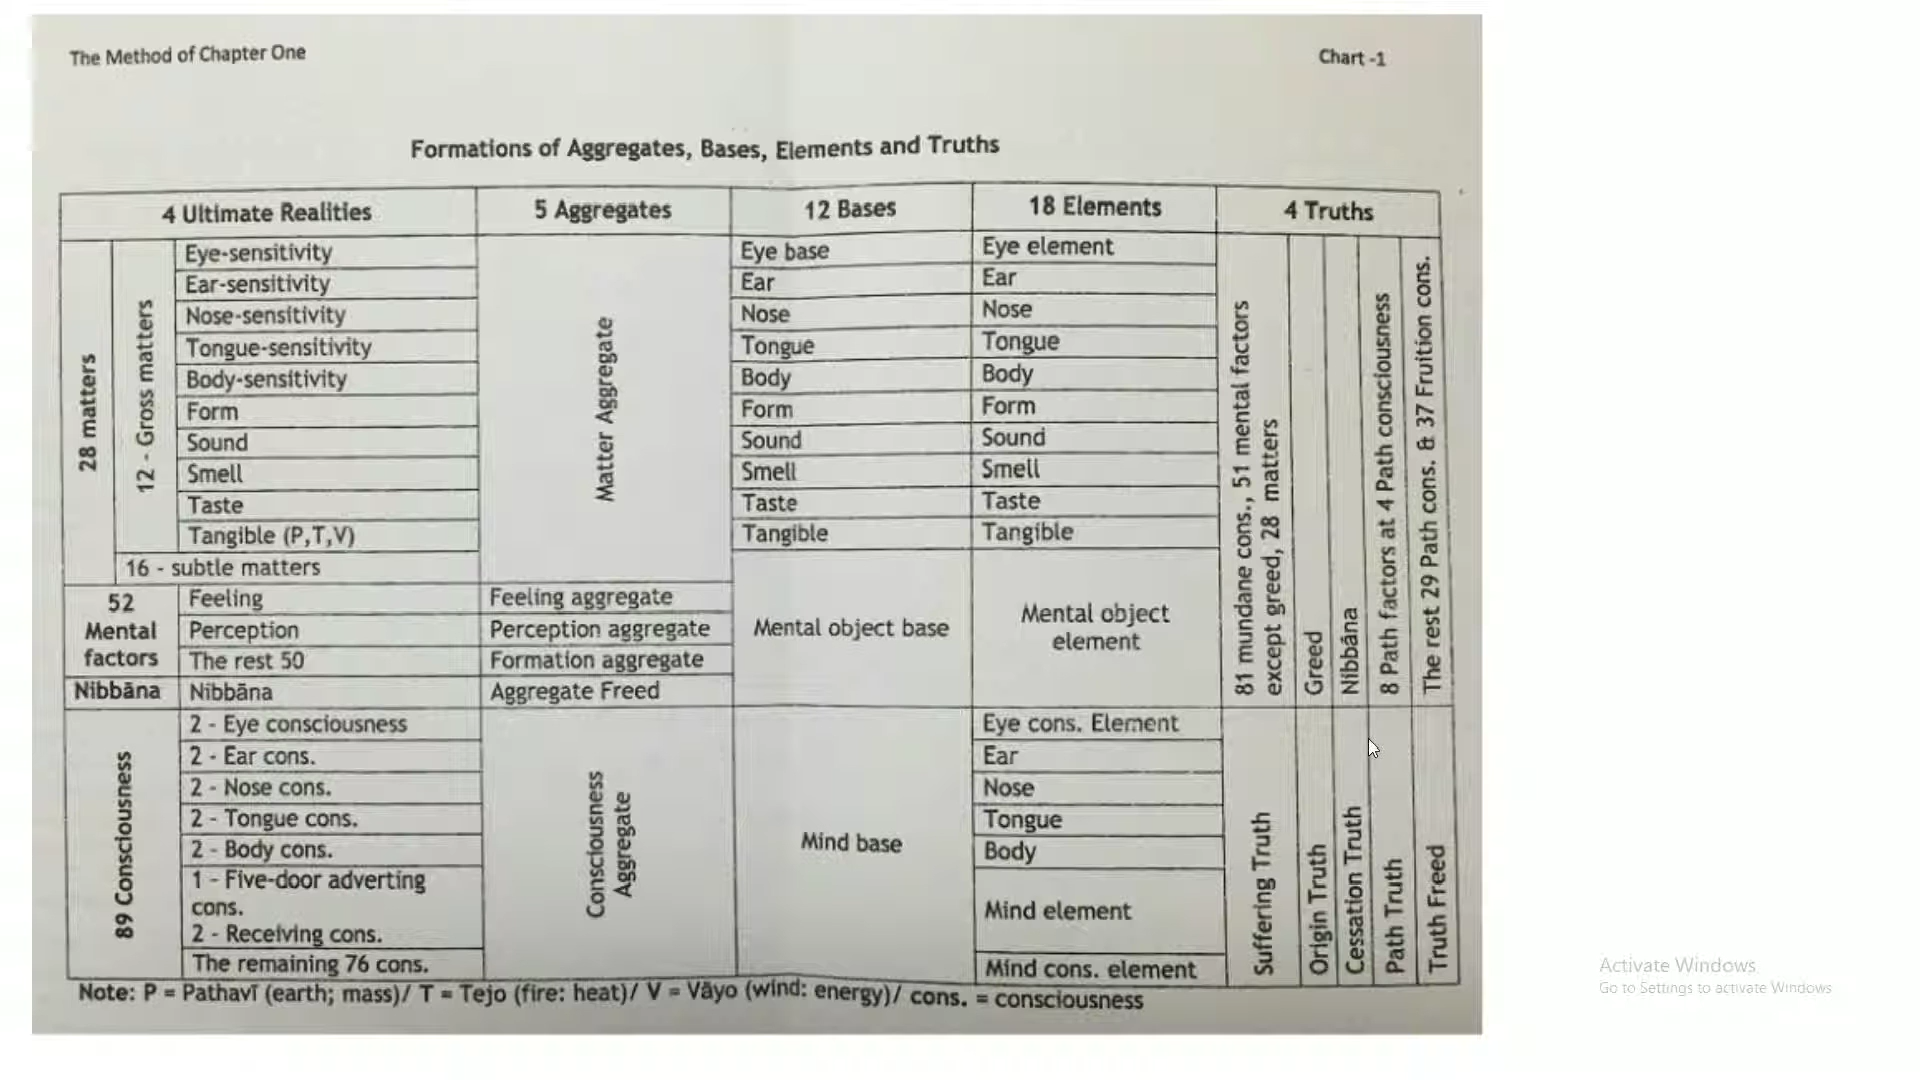 The Method of Chapter One
Chart -1
Formations of Aggregates, Bases, Elements and Truths
4 Ultimate Realities
5 Aggregates
12 Bases
18 Elements
4 Truths
28 matters
12 - Gross matters
Eye-sensitivity
Ear-sensitivity
Nose-sensitivity
Tongue-sensitivity
Body-sensitivity
Form
Sound
Smell
Taste
Tangible (P,T,V)
16 - subtle matters
52
Mental
factors
Feeling
Perception
The rest 50
Nibbāna
Nibbāna
89 Consciousness
2 - Eye consciousness
2 - Ear cons.
2 - Nose cons.
2 - Tongue cons.
2 - Body cons.
1 - Five-door adverting
cons.
2 - Receiving cons.
The remaining 76 cons.
Matter Aggregate
Feeling aggregate
Perception aggregate
Formation aggregate
Aggregate Freed
Consciousness
Aggregate
Eye base
Ear
Nose
Tongue
Body
Form
Sound
Smell
Taste
Tangible
Mental object base
Mind base
Eye element
Ear
Nose
Tongue
Body
Form
Sound
Smell
Taste
Tangible
Mental object
element
Eye cons. Element
Ear
Nose
Tongue
Body
Mind element
Mind cons. element
81 mundane cons., 51 mental factors
except greed, 28 matters
Greed
Nibbāna
8 Path factors at 4 Path consciousness
The rest 29 Path cons. & 37 Fruition cons.
Suffering Truth
Origin Truth
Cessation Truth
Path Truth
Truth Freed
Note: P = Pathavī (earth; mass)/ T = Tejo (fire: heat)/ V = Vāyo (wind: energy)/ cons. = consciousness
Activate Windows
Go to Settings to activate Windows